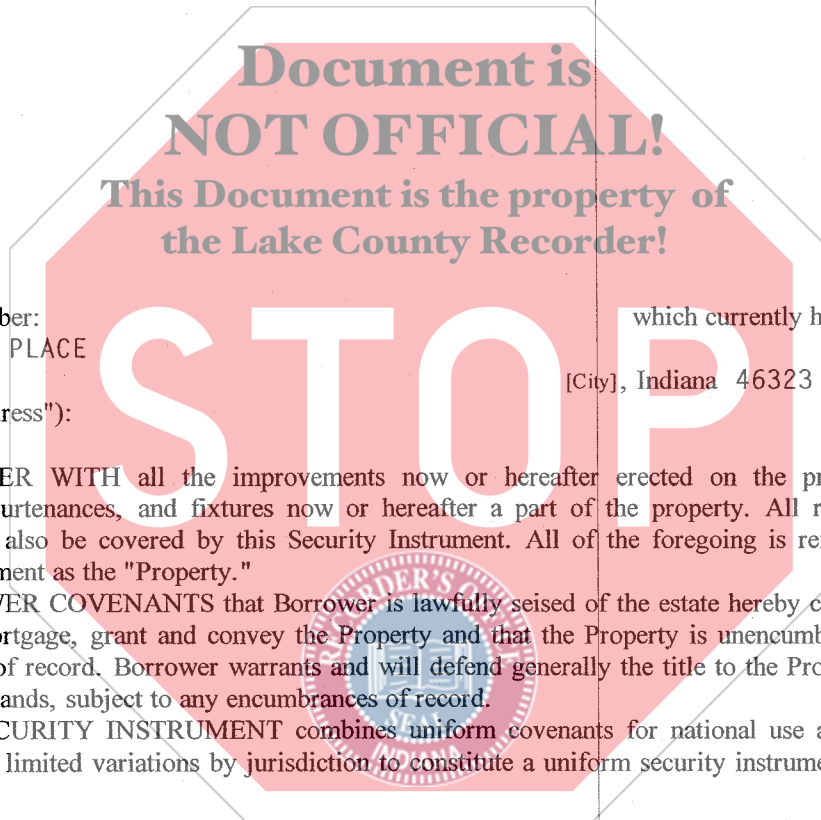 Document is
NOT OFFICIAL!
This Document is the property of
the Lake County Recorder!
ber: which currently h
PLACE
[City], Indiana 46323
ress"):
STOP
ER WITH all the improvements now or hereafter erected on the pr
urtenances, and fixtures now or hereafter a part of the property. All r
also be covered by this Security Instrument. All of the foregoing is re
ment as the "Property."
VER COVENANTS that Borrower is lawfully seised of the estate hereby c
ortgage, grant and convey the Property and that the Property is unencumb
of record. Borrower warrants and will defend generally the title to the Pro
ands, subject to any encumbrances of record.
CURITY INSTRUMENT combines uniform covenants for national use a
limited variations by jurisdiction to constitute a uniform security instrume
RECORDER'S OFFICE
SEAL
INDIANA